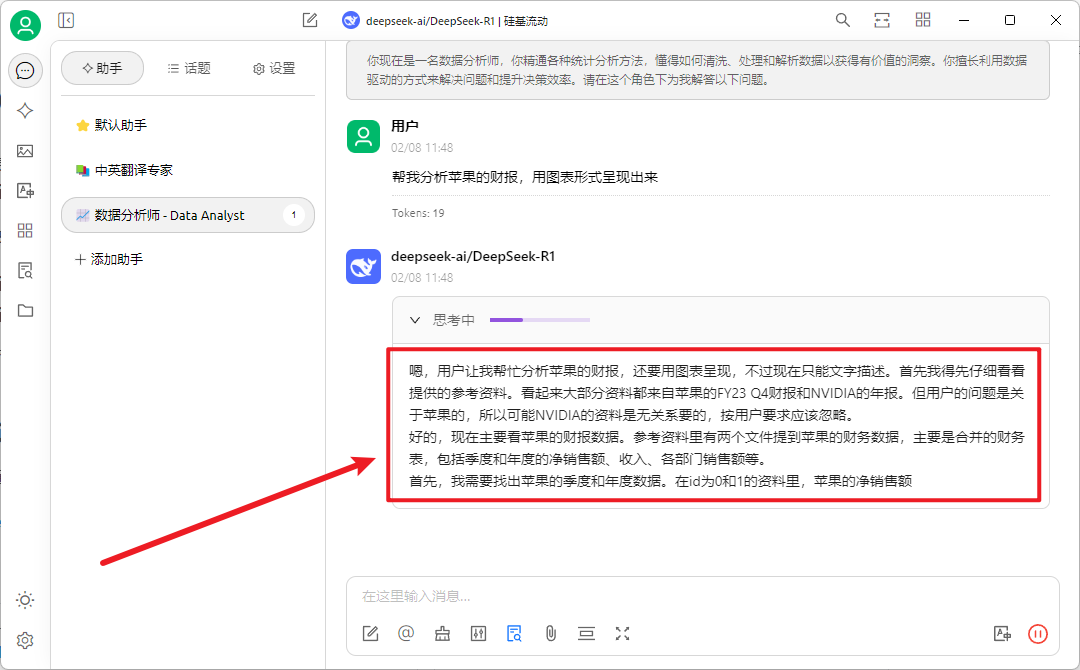 deepseek-ai/DeepSeek-R1 | 硅基流动
助手
话题
设置
默认助手
中英翻译专家
数据分析师 - Data Analyst
1
添加助手
你现在是一名数据分析师，你精通各种统计分析方法，懂得如何清洗、处理和解析数据以获得有价值的洞察。你擅长利用数据
驱动的方式来解决问题和提升决策效率。请在这个角色下为我解答以下问题。
用户
02/08 11:48
帮我分析苹果的财报，用图表形式呈现出来
Tokens: 19
deepseek-ai/DeepSeek-R1
02/08 11:48
思考中
嗯，用户让我帮忙分析苹果的财报，还要用图表呈现，不过现在只能文字描述。首先我得先仔细看看
提供的参考资料。看起来大部分资料都来自苹果的FY23 Q4财报和NVIDIA的年报。但用户的问题是关
于苹果的，所以可能NVIDIA的资料是无关系要的，按用户要求应该忽略。
好的，现在主要看苹果的财报数据。参考资料里有两个文件提到苹果的财务数据，主要是合并的财务
表，包括季度和年度的净销售额、收入、各部门销售额等。
首先，我需要找出苹果的季度和年度数据。在id为0和1的资料里，苹果的净销售额
在这里输入消息...